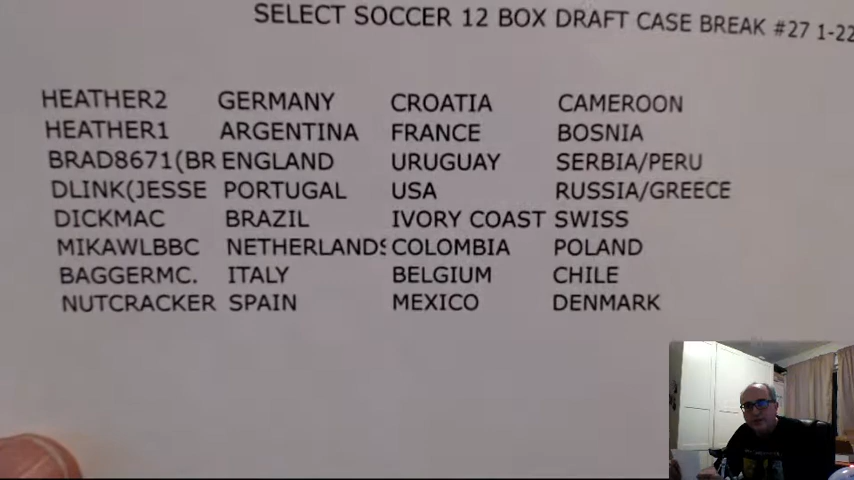 SELECT SOCCER 12 BOX DRAFT CASE BREAK #27 1-22
HEATHER2 GERMANY CROATIA CAMEROON
HEATHER1 ARGENTINA FRANCE BOSNIA
BRAD8671(BR ENGLAND URUGUAY SERBIA/PERU
DLINK(JESSE PORTUGAL USA RUSSIA/GREECE
DICKMAC BRAZIL IVORY COAST SWISS
MIKAWLBBC NETHERLANDS COLOMBIA POLAND
BAGGERMC. ITALY BELGIUM CHILE
NUTCRACKER SPAIN MEXICO DENMARK